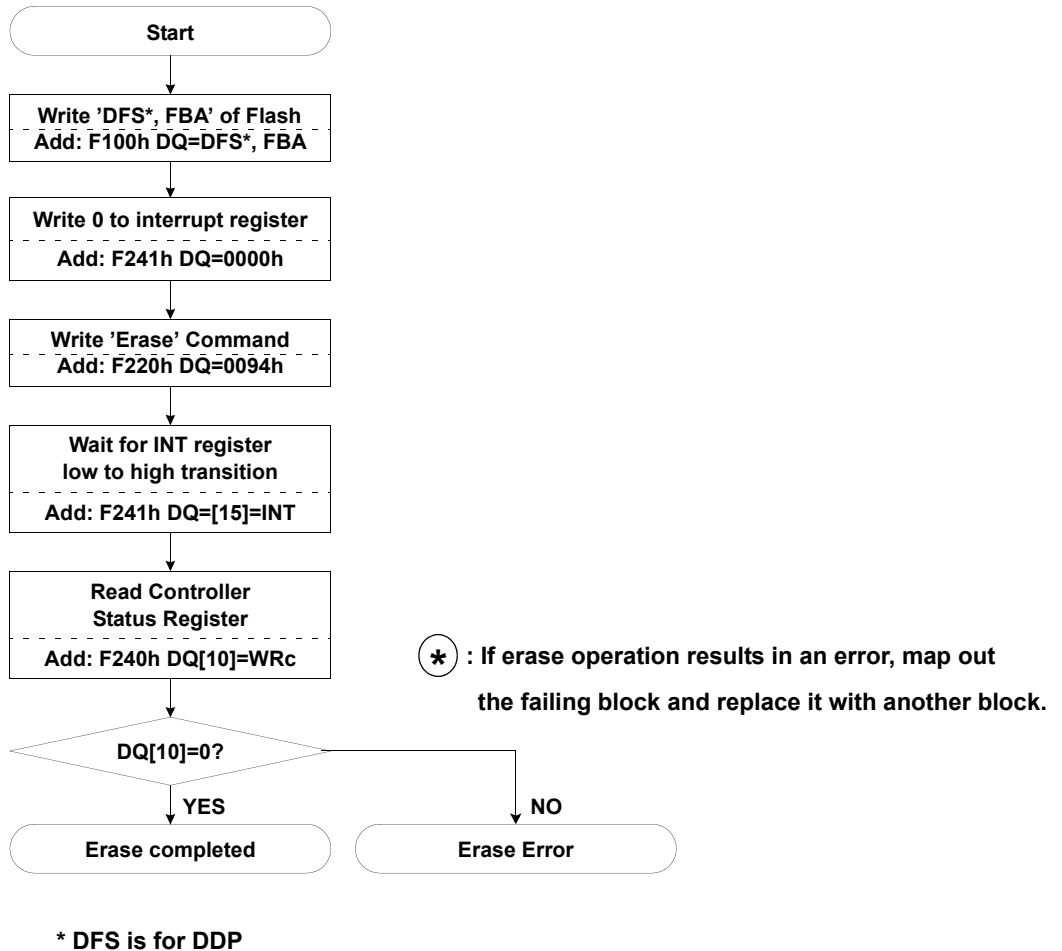 Start
Write ’DFS*, FBA’ of Flash
Add: F100h DQ=DFS*, FBA
Write 0 to interrupt register
Add: F241h DQ=0000h
Write ’Erase’ Command
Add: F220h DQ=0094h
Wait for INT register
low to high transition
Add: F241h DQ=[15]=INT
Read Controller
Status Register
Add: F240h DQ[10]=WRc
* : If erase operation results in an error, map out
the failing block and replace it with another block.
DQ[10]=0?
YES
NO
Erase completed
Erase Error
* DFS is for DDP